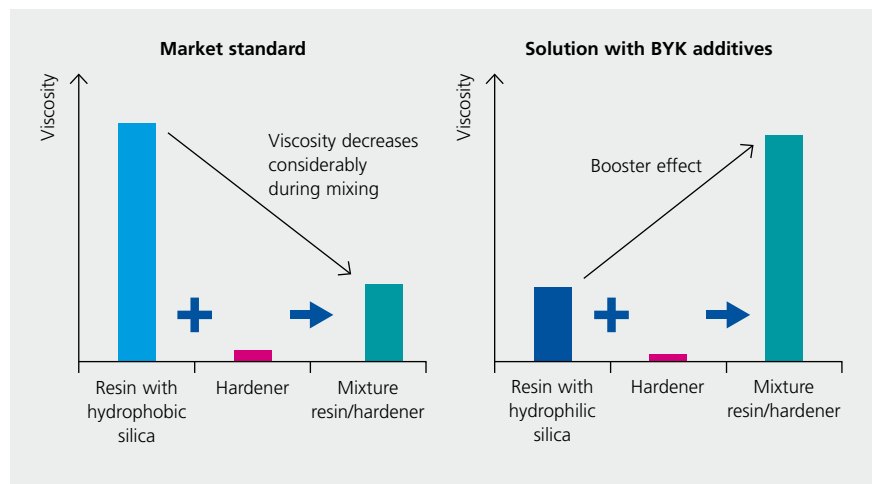 Market standard
Viscosity
Viscosity decreases
considerably
during mixing
Resin with
hydrophobic
silica
Hardener
Mixture
resin/hardener
Solution with BYK additives
Viscosity
Booster effect
Resin with
hydrophilic
silica
Hardener
Mixture
resin/hardener